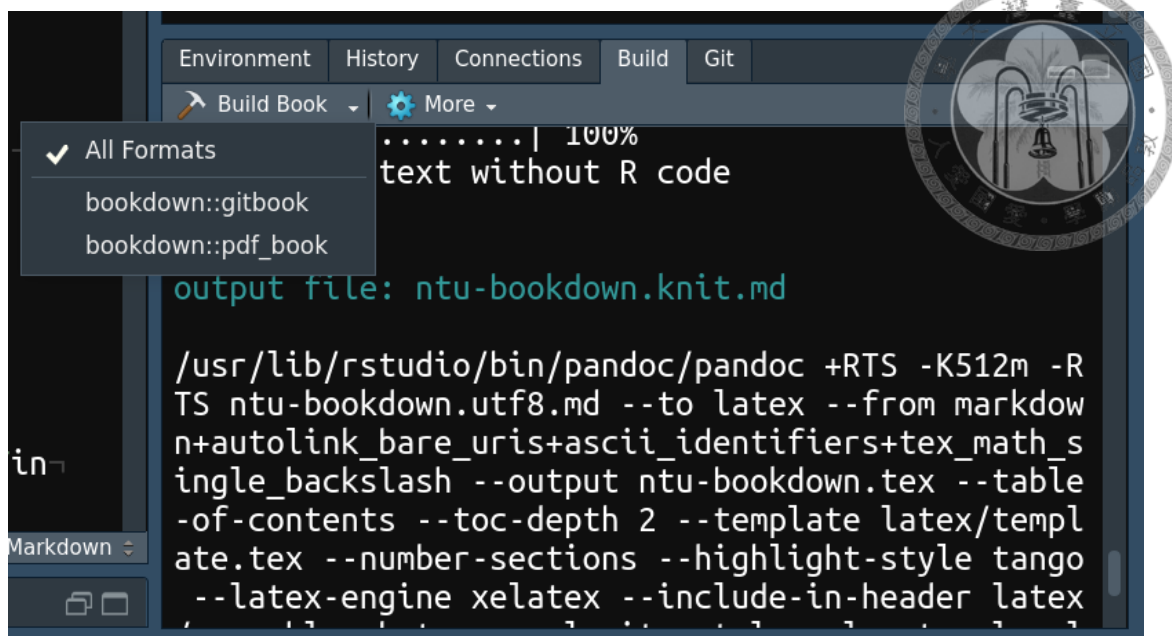 Environment History Connections Build Git
Build Book More
All Formats
bookdown::gitbook
bookdown::pdf_book
........| 100%
text without R code
output file: ntu-bookdown.knit.md
/usr/lib/rstudio/bin/pandoc/pandoc +RTS -K512m -R
TS ntu-bookdown.utf8.md --to latex --from markdow
n+autolink_bare_uris+ascii_identifiers+tex_math_s
ingle_backslash --output ntu-bookdown.tex --table
-of-contents --toc-depth 2 --template latex/templ
ate.tex --number-sections --highlight-style tango
--latex-engine xelatex --include-in-header latex
in¬
Markdown